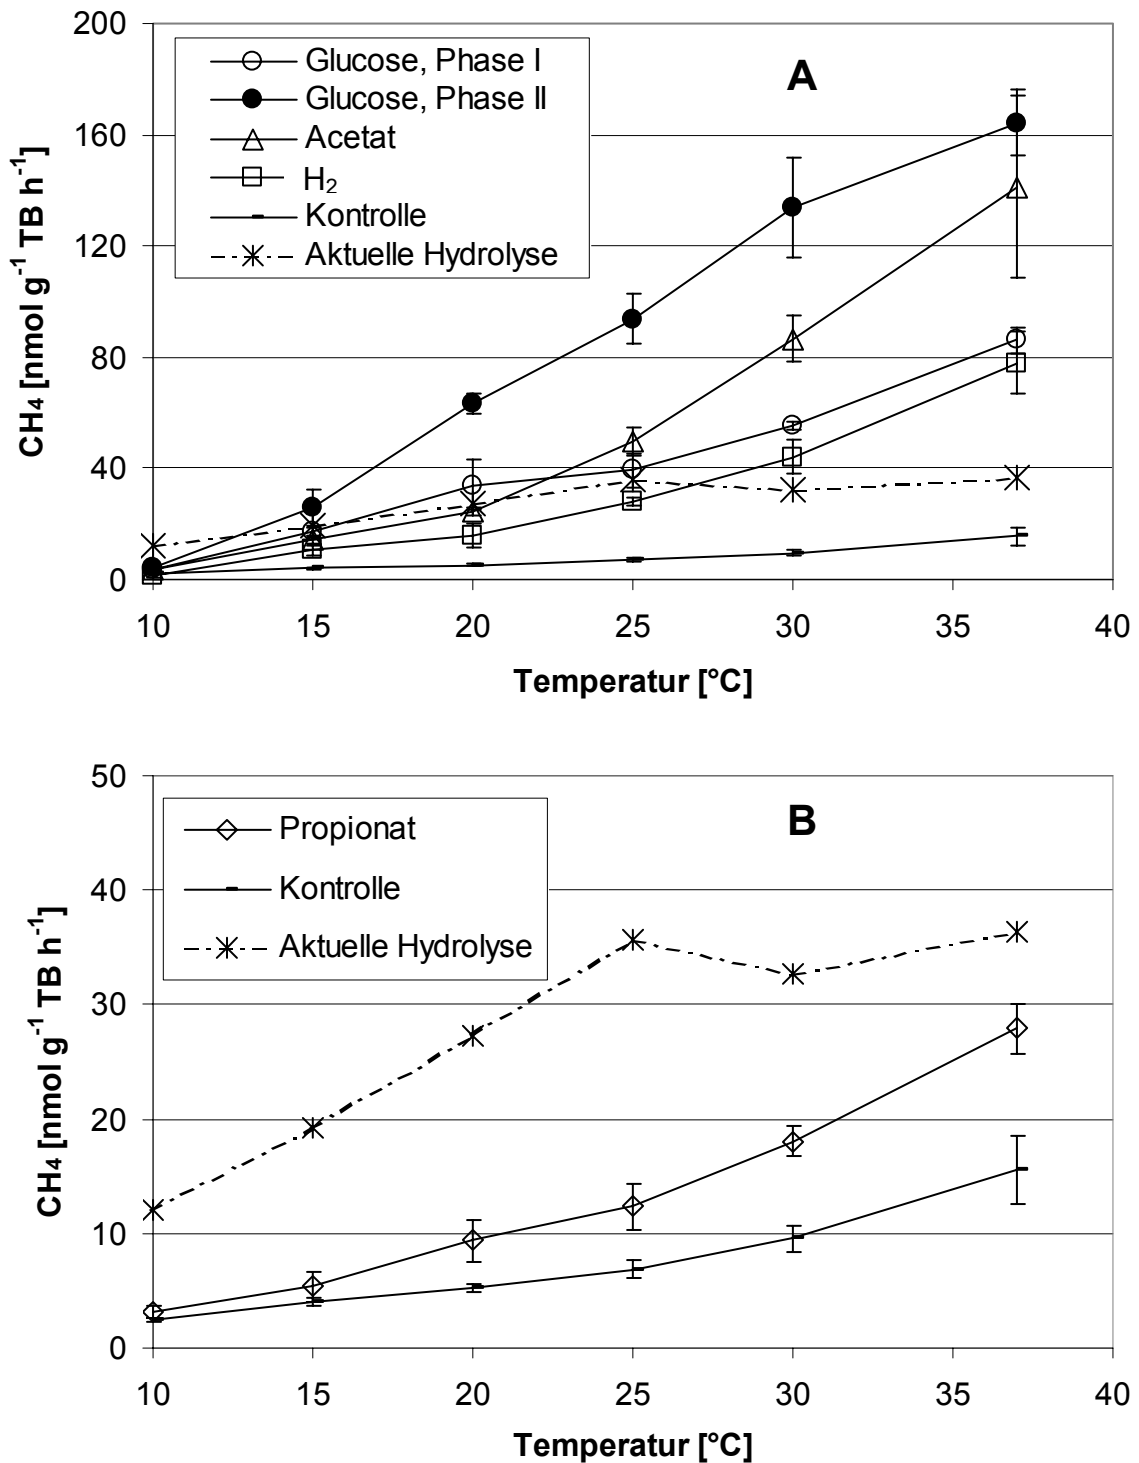 A
Glucose, Phase I
Glucose, Phase II
Acetat
H₂
Kontrolle
Aktuelle Hydrolyse
CH₄ [nmol g⁻¹ TB h⁻¹]
200
160
120
80
40
0
10 15 20 25 30 35 40
Temperatur [°C]
B
Propionat
Kontrolle
Aktuelle Hydrolyse
CH₄ [nmol g⁻¹ TB h⁻¹]
50
40
30
20
10
0
10 15 20 25 30 35 40
Temperatur [°C]